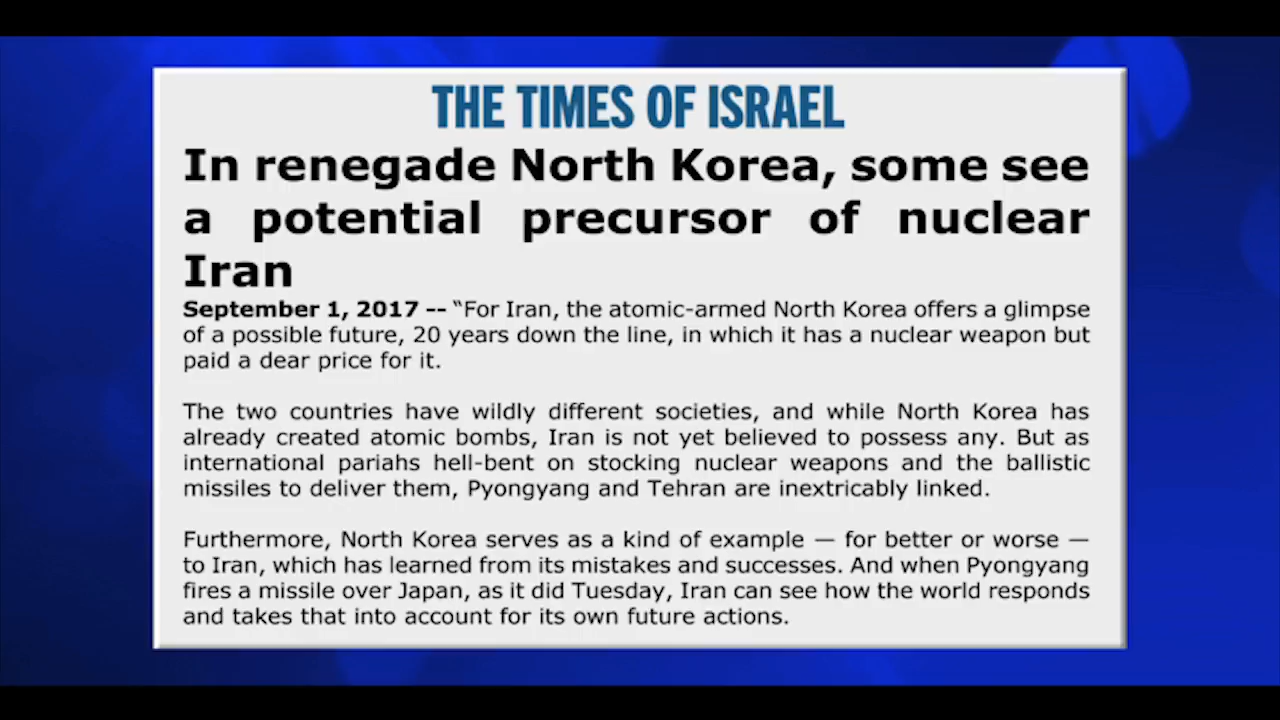 THE TIMES OF ISRAEL
In renegade North Korea, some see
a potential precursor of nuclear
Iran
September 1, 2017 -- “For Iran, the atomic-armed North Korea offers a glimpse
of a possible future, 20 years down the line, in which it has a nuclear weapon but
paid a dear price for it.
The two countries have wildly different societies, and while North Korea has
already created atomic bombs, Iran is not yet believed to possess any. But as
international pariahs hell-bent on stocking nuclear weapons and the ballistic
missiles to deliver them, Pyongyang and Tehran are inextricably linked.
Furthermore, North Korea serves as a kind of example — for better or worse —
to Iran, which has learned from its mistakes and successes. And when Pyongyang
fires a missile over Japan, as it did Tuesday, Iran can see how the world responds
and takes that into account for its own future actions.